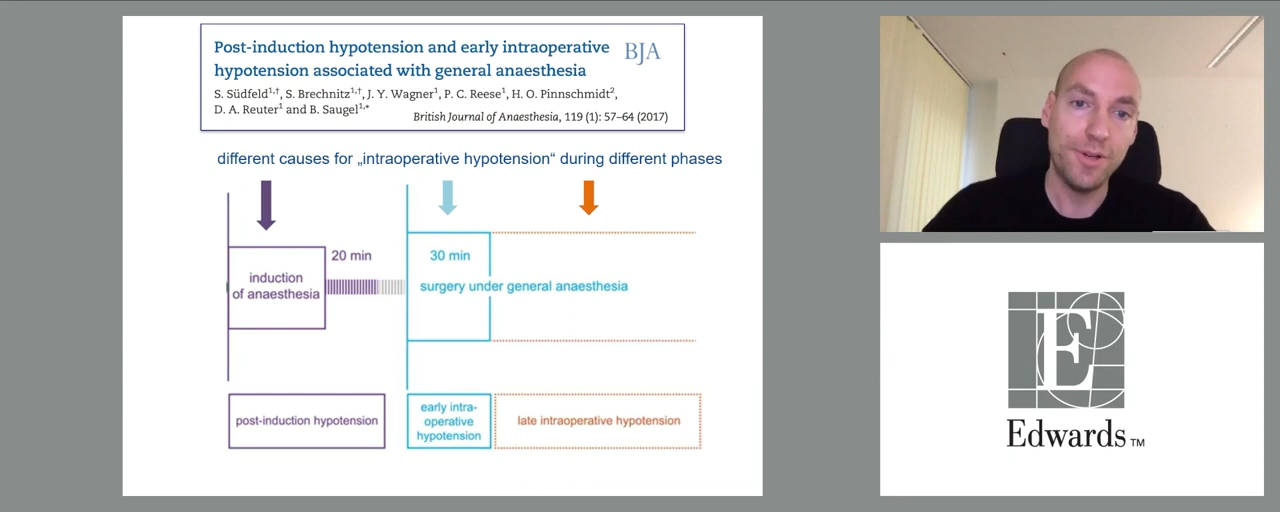 Post-induction hypotension and early intraoperative
hypotension associated with general anaesthesia
BJA
S. Südfeld1,†, S. Brechnitz1,†, J. Y. Wagner1, P. C. Reese1, H. O. Pinnschmidt2,
D. A. Reuter1 and B. Saugel1,*
British Journal of Anaesthesia, 119 (1): 57–64 (2017)
different causes for „intraoperative hypotension“ during different phases
20 min
30 min
induction
of anaesthesia
surgery under general anaesthesia
post-induction hypotension
early intra-
operative
hypotension
late intraoperative hypotension
E
Edwards™